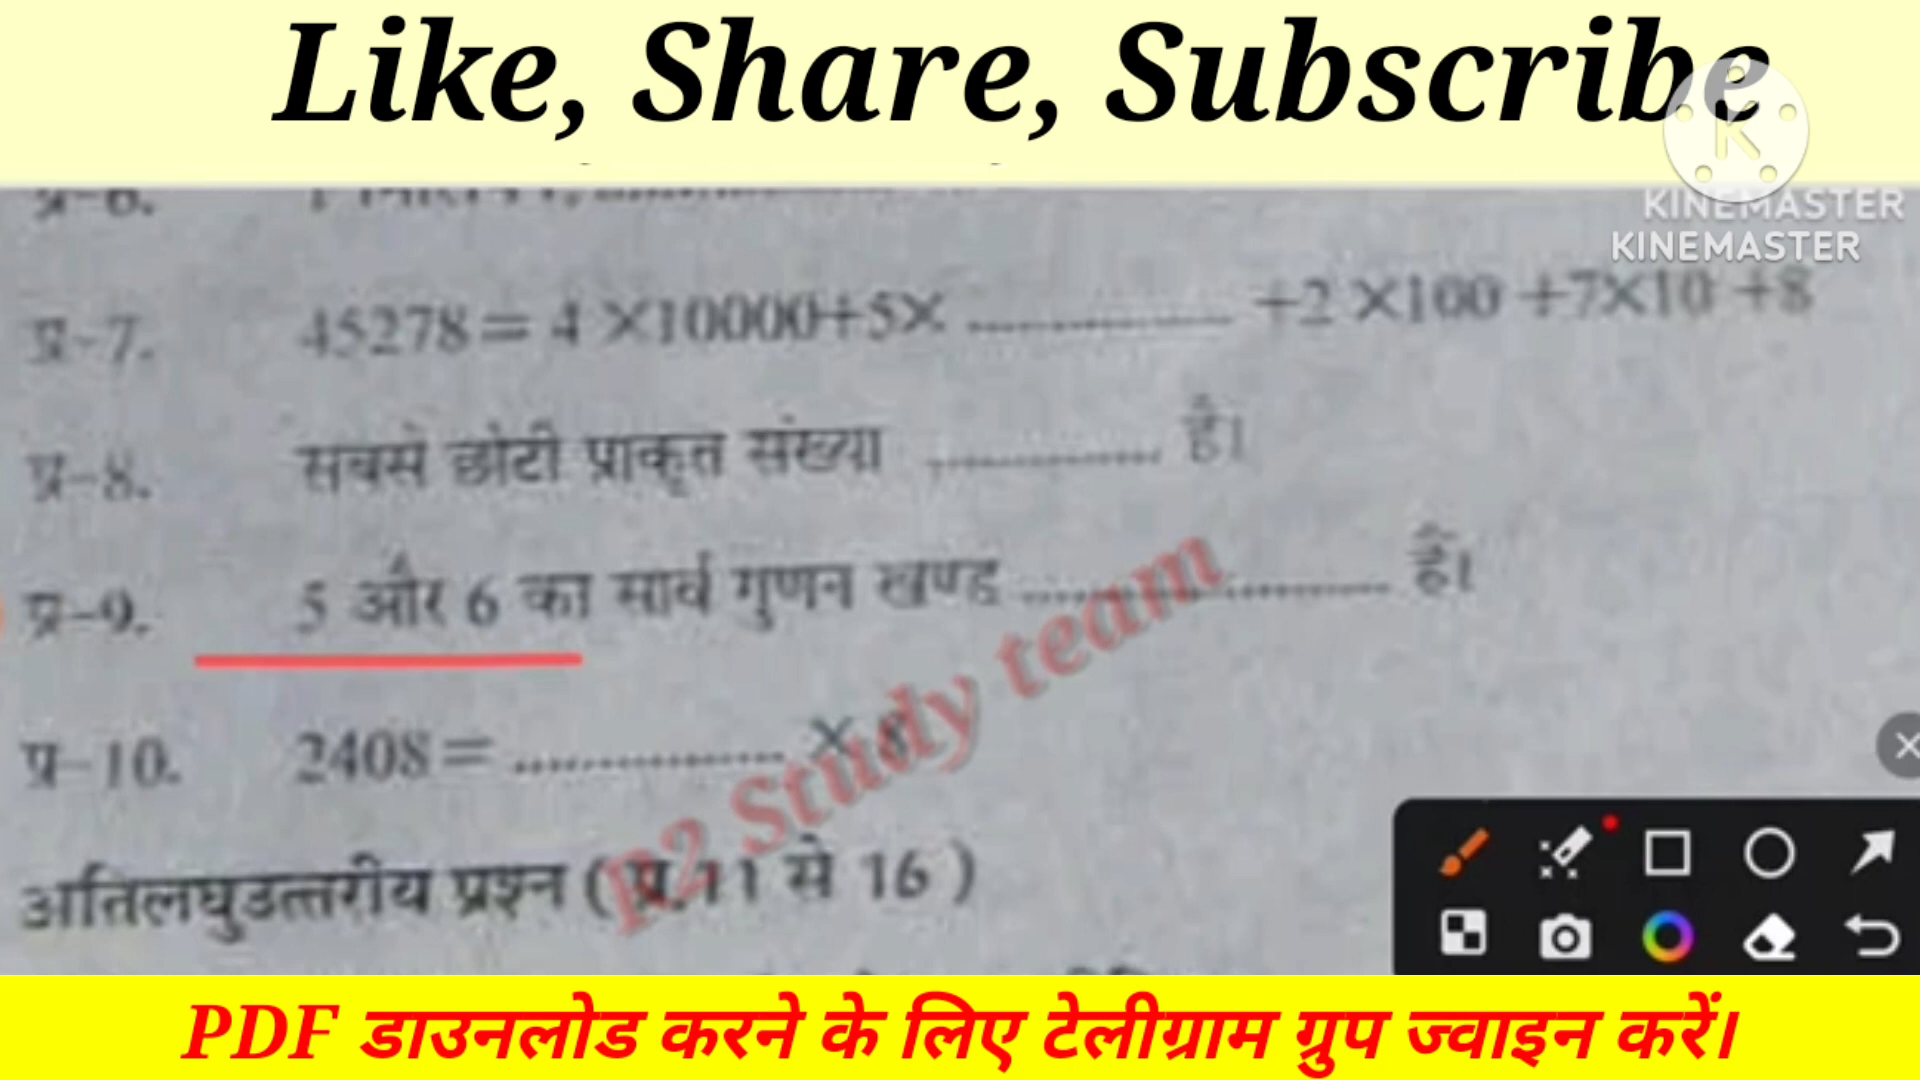 Like, Share, Subscribe
KINEMASTER
KINEMASTER
प्र-6.
प्र-7. 45278 = 4 ×10000+5× .................. +2 ×100 +7×10 +8
प्र-8. सबसे छोटी प्राकृत संख्या ................ है।
प्र-9. 5 और 6 का सार्व गुणन खण्ड .......................... है।
प्र-10. 2408 = ................... × 8
R2 Study team
अतिलघुउत्तरीय प्रश्न ( प्र.11 से 16 )
PDF डाउनलोड करने के लिए टेलीग्राम ग्रुप ज्वाइन करें।